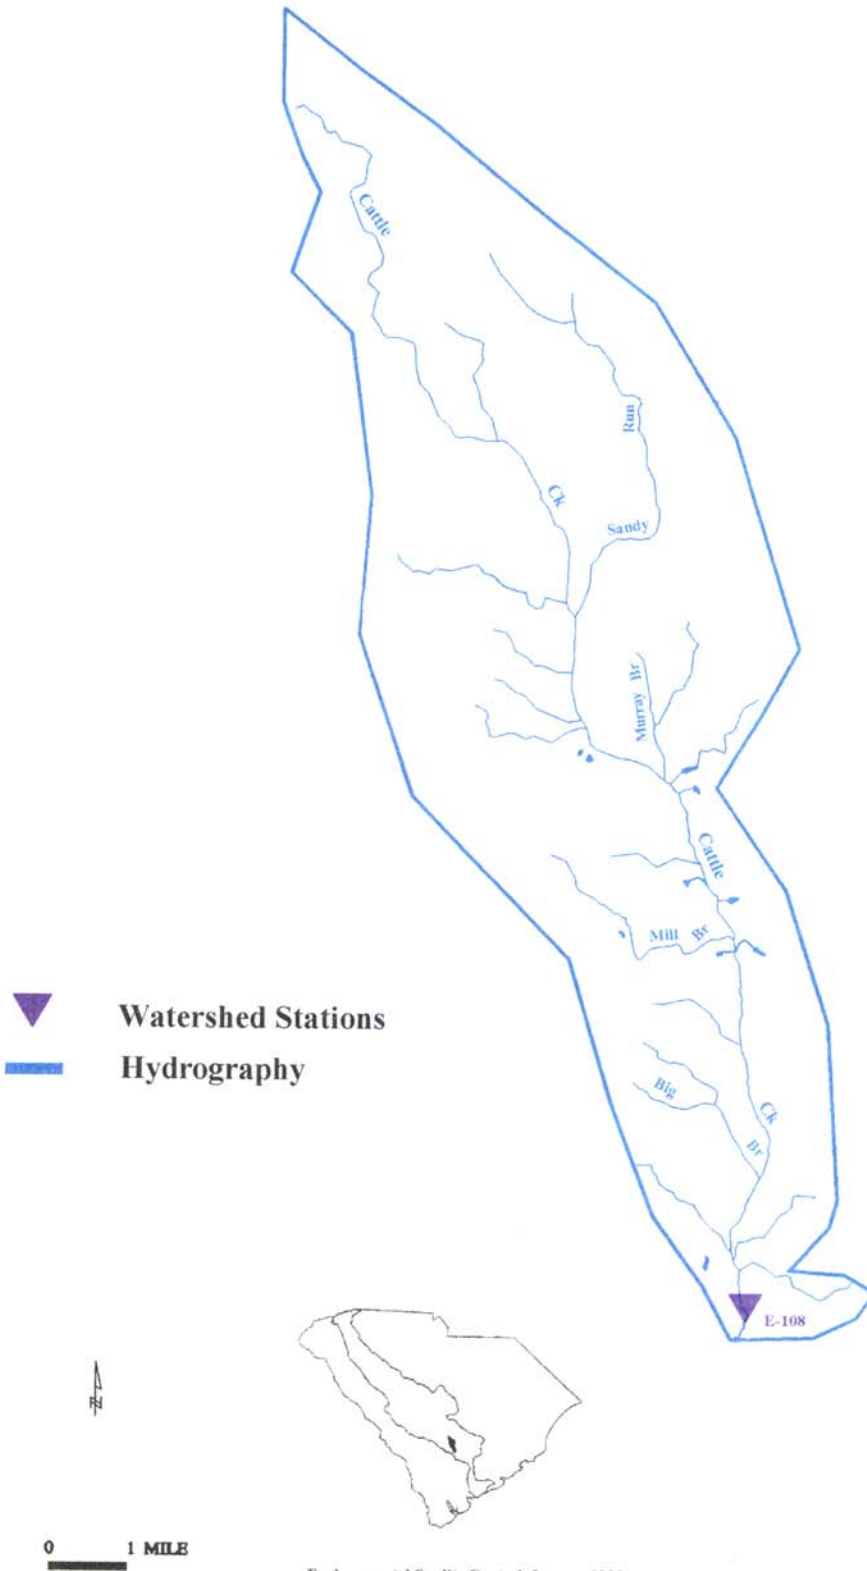 Cattle
Run
Ck
Sandy
Murray Br
Cattle
Mill Br
Watershed Stations
Hydrography
Big
Ck
Br
E-108
N
0 1 MILE